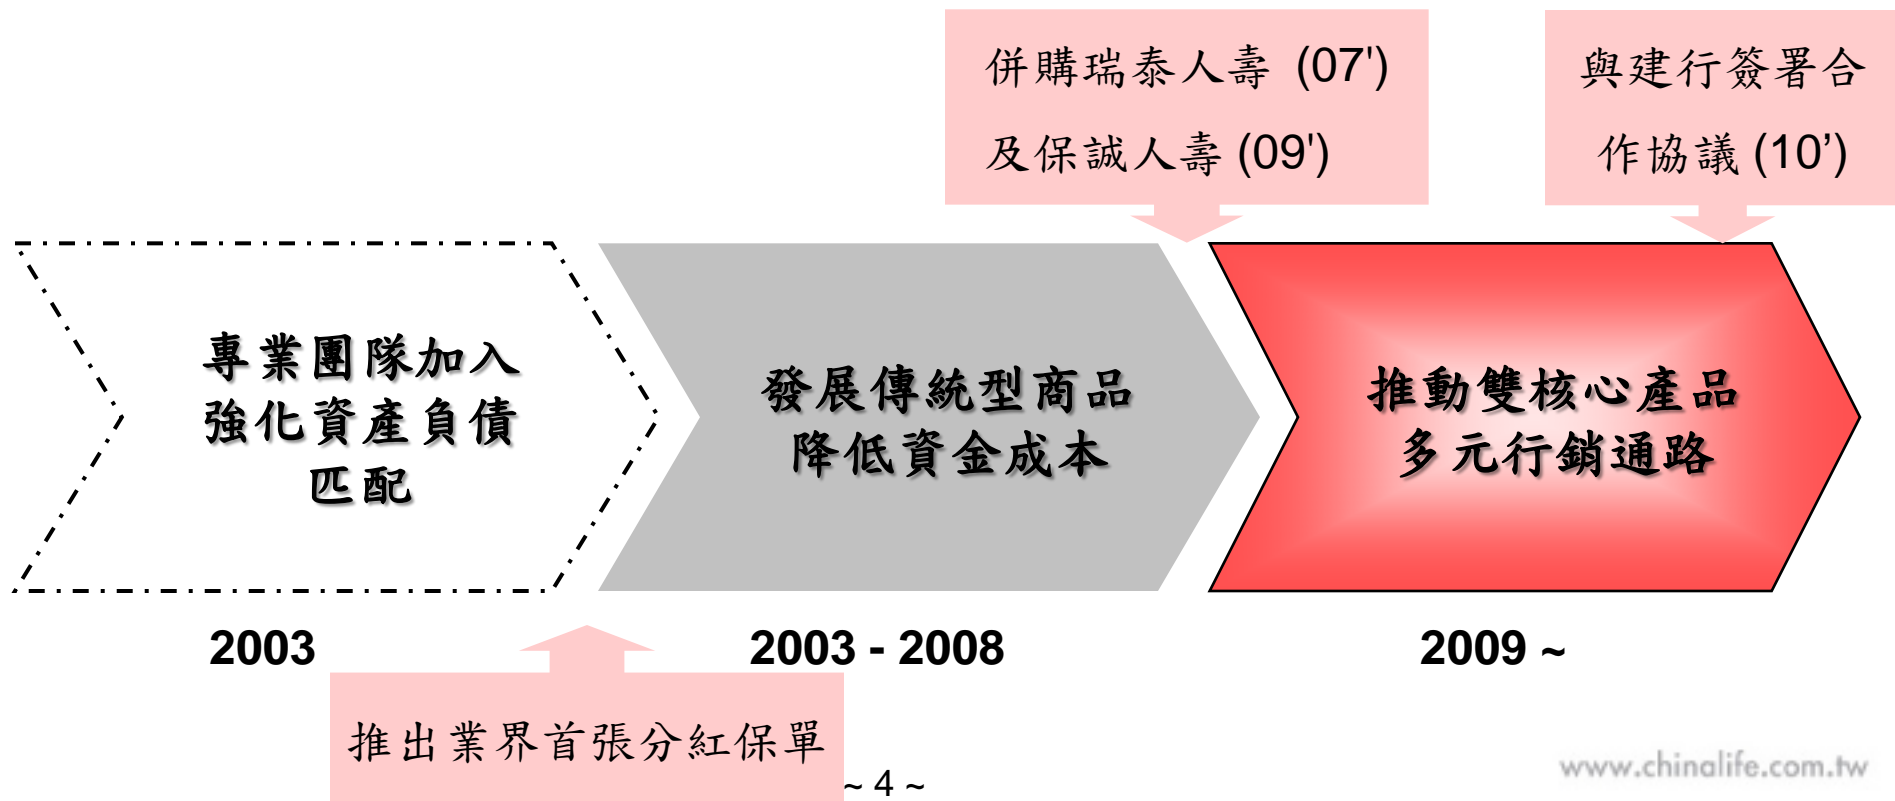 併購瑞泰人壽 (07')
及保誠人壽 (09')
與建行簽署合
作協議 (10’)
專業團隊加入
強化資產負債
匹配
發展傳統型商品
降低資金成本
推動雙核心產品
多元行銷通路
2003
2003 - 2008
2009 ~
推出業界首張分紅保單
~ 4 ~
www.chinalife.com.tw